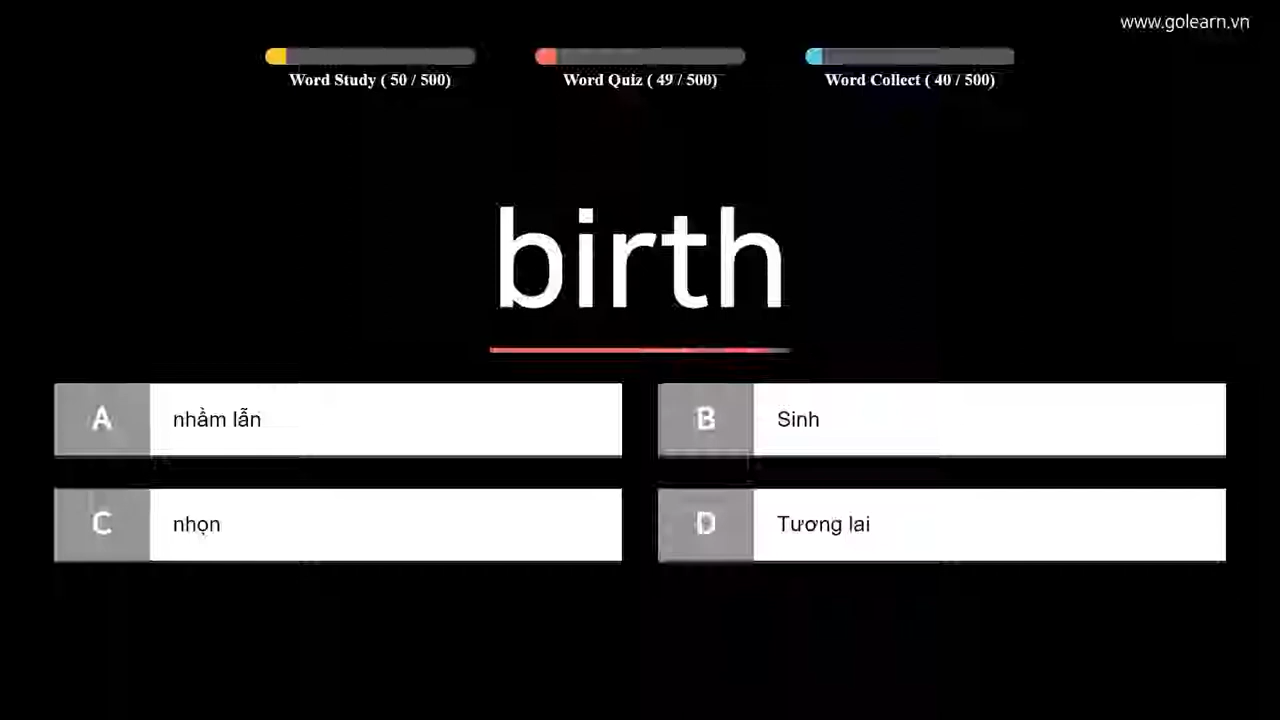 www.golearn.vn
Word Study ( 50 / 500)
Word Quiz ( 49 / 500)
Word Collect ( 40 / 500)
birth
A nhầm lẫn
B Sinh
C nhọn
D Tương lai